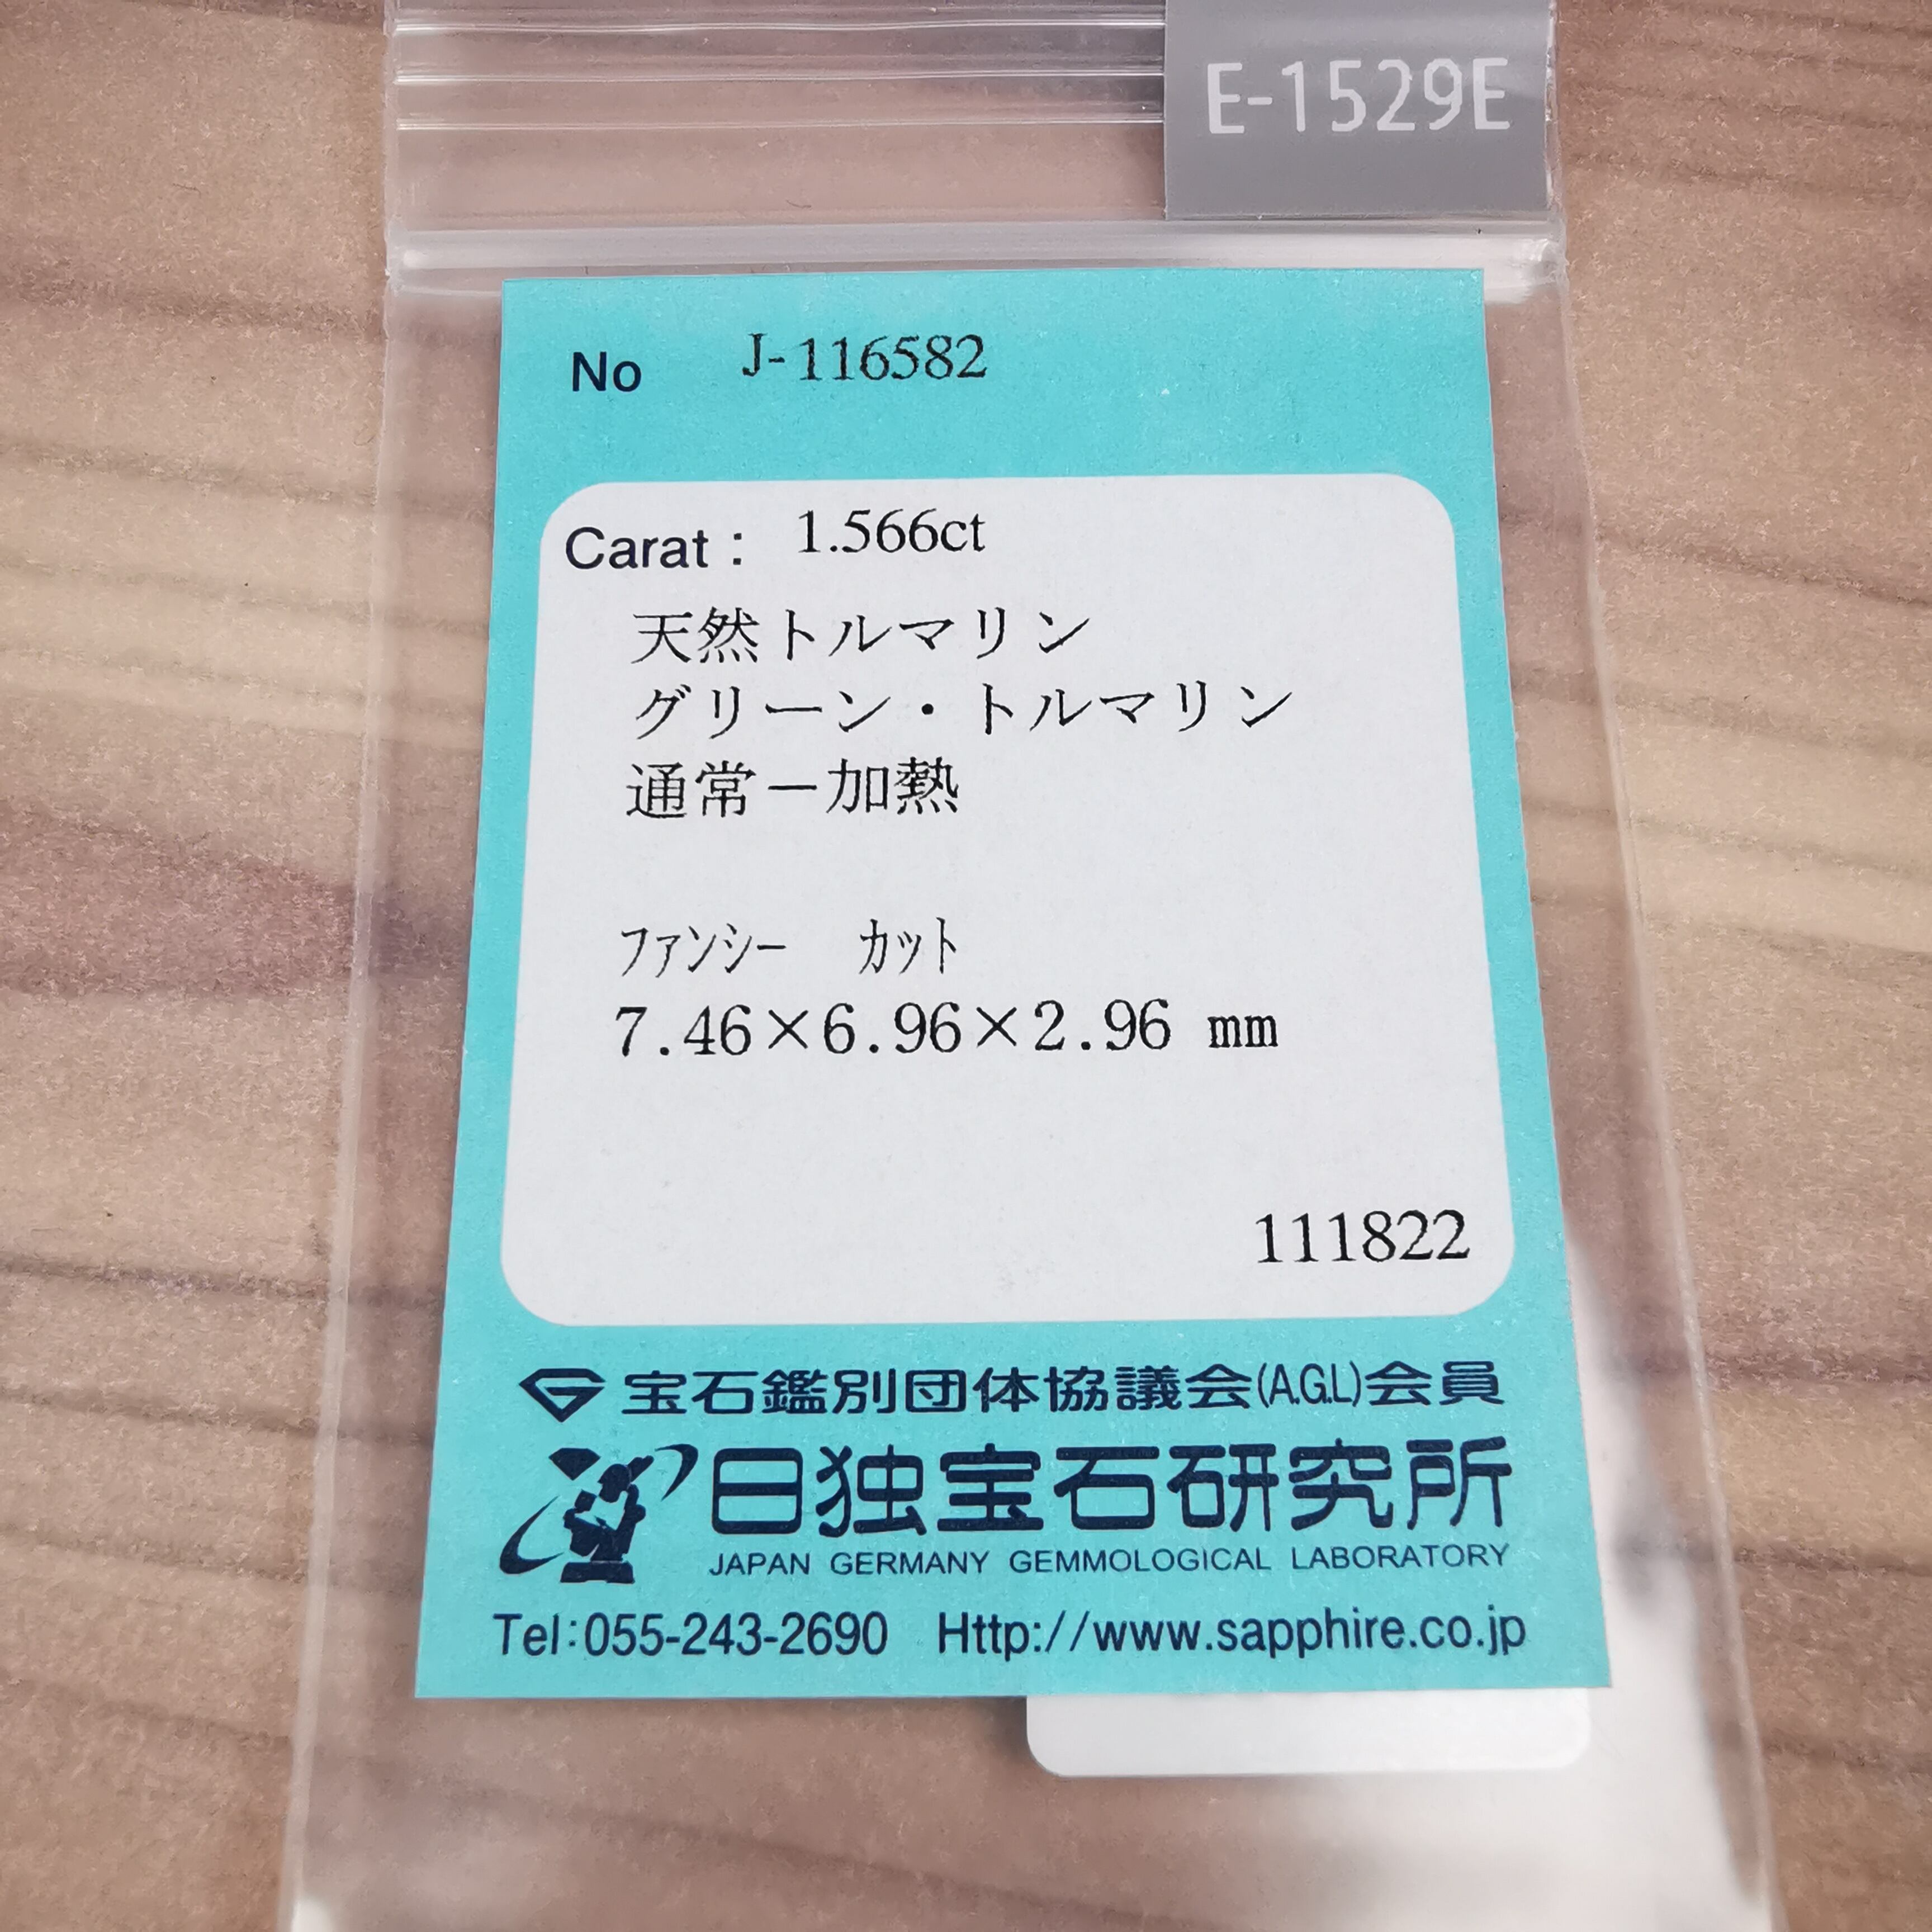 E-1529E
No J-116582
Carat : 1.566ct
天然トルマリン
グリーン・トルマリン
通常－加熱
ファンシー カット
7.46×6.96×2.96 mm
111822
宝石鑑別団体協議会(A.G.L)会員
日独宝石研究所
JAPAN GERMANY GEMMOLOGICAL LABORATORY
Tel:055-243-2690 Http://www.sapphire.co.jp